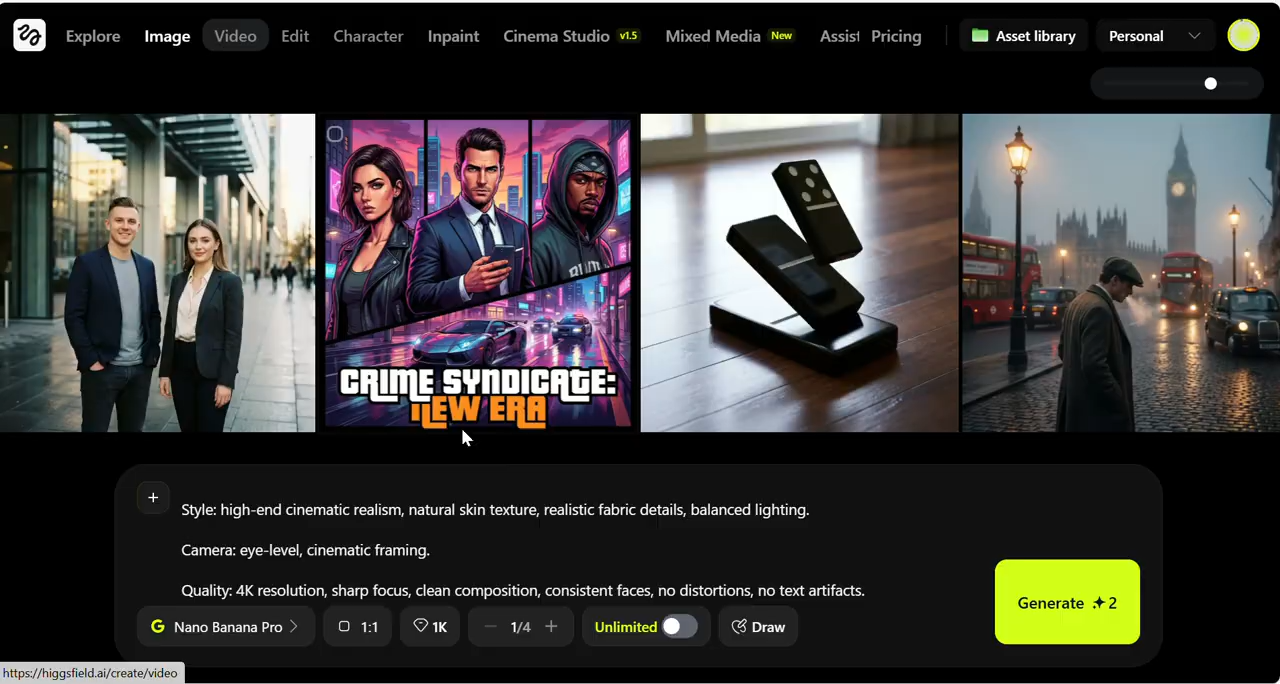 Explore Image Video Edit Character Inpaint Cinema Studio v1.5 Mixed Media New Assist Pricing Asset library Personal
CRIME SYNDICATE:
NEW ERA
Style: high-end cinematic realism, natural skin texture, realistic fabric details, balanced lighting.
Camera: eye-level, cinematic framing.
Quality: 4K resolution, sharp focus, clean composition, consistent faces, no distortions, no text artifacts.
Generate 2
Nano Banana Pro 1:1 1K 1/4 Unlimited Draw
https://higgsfield.ai/create/video